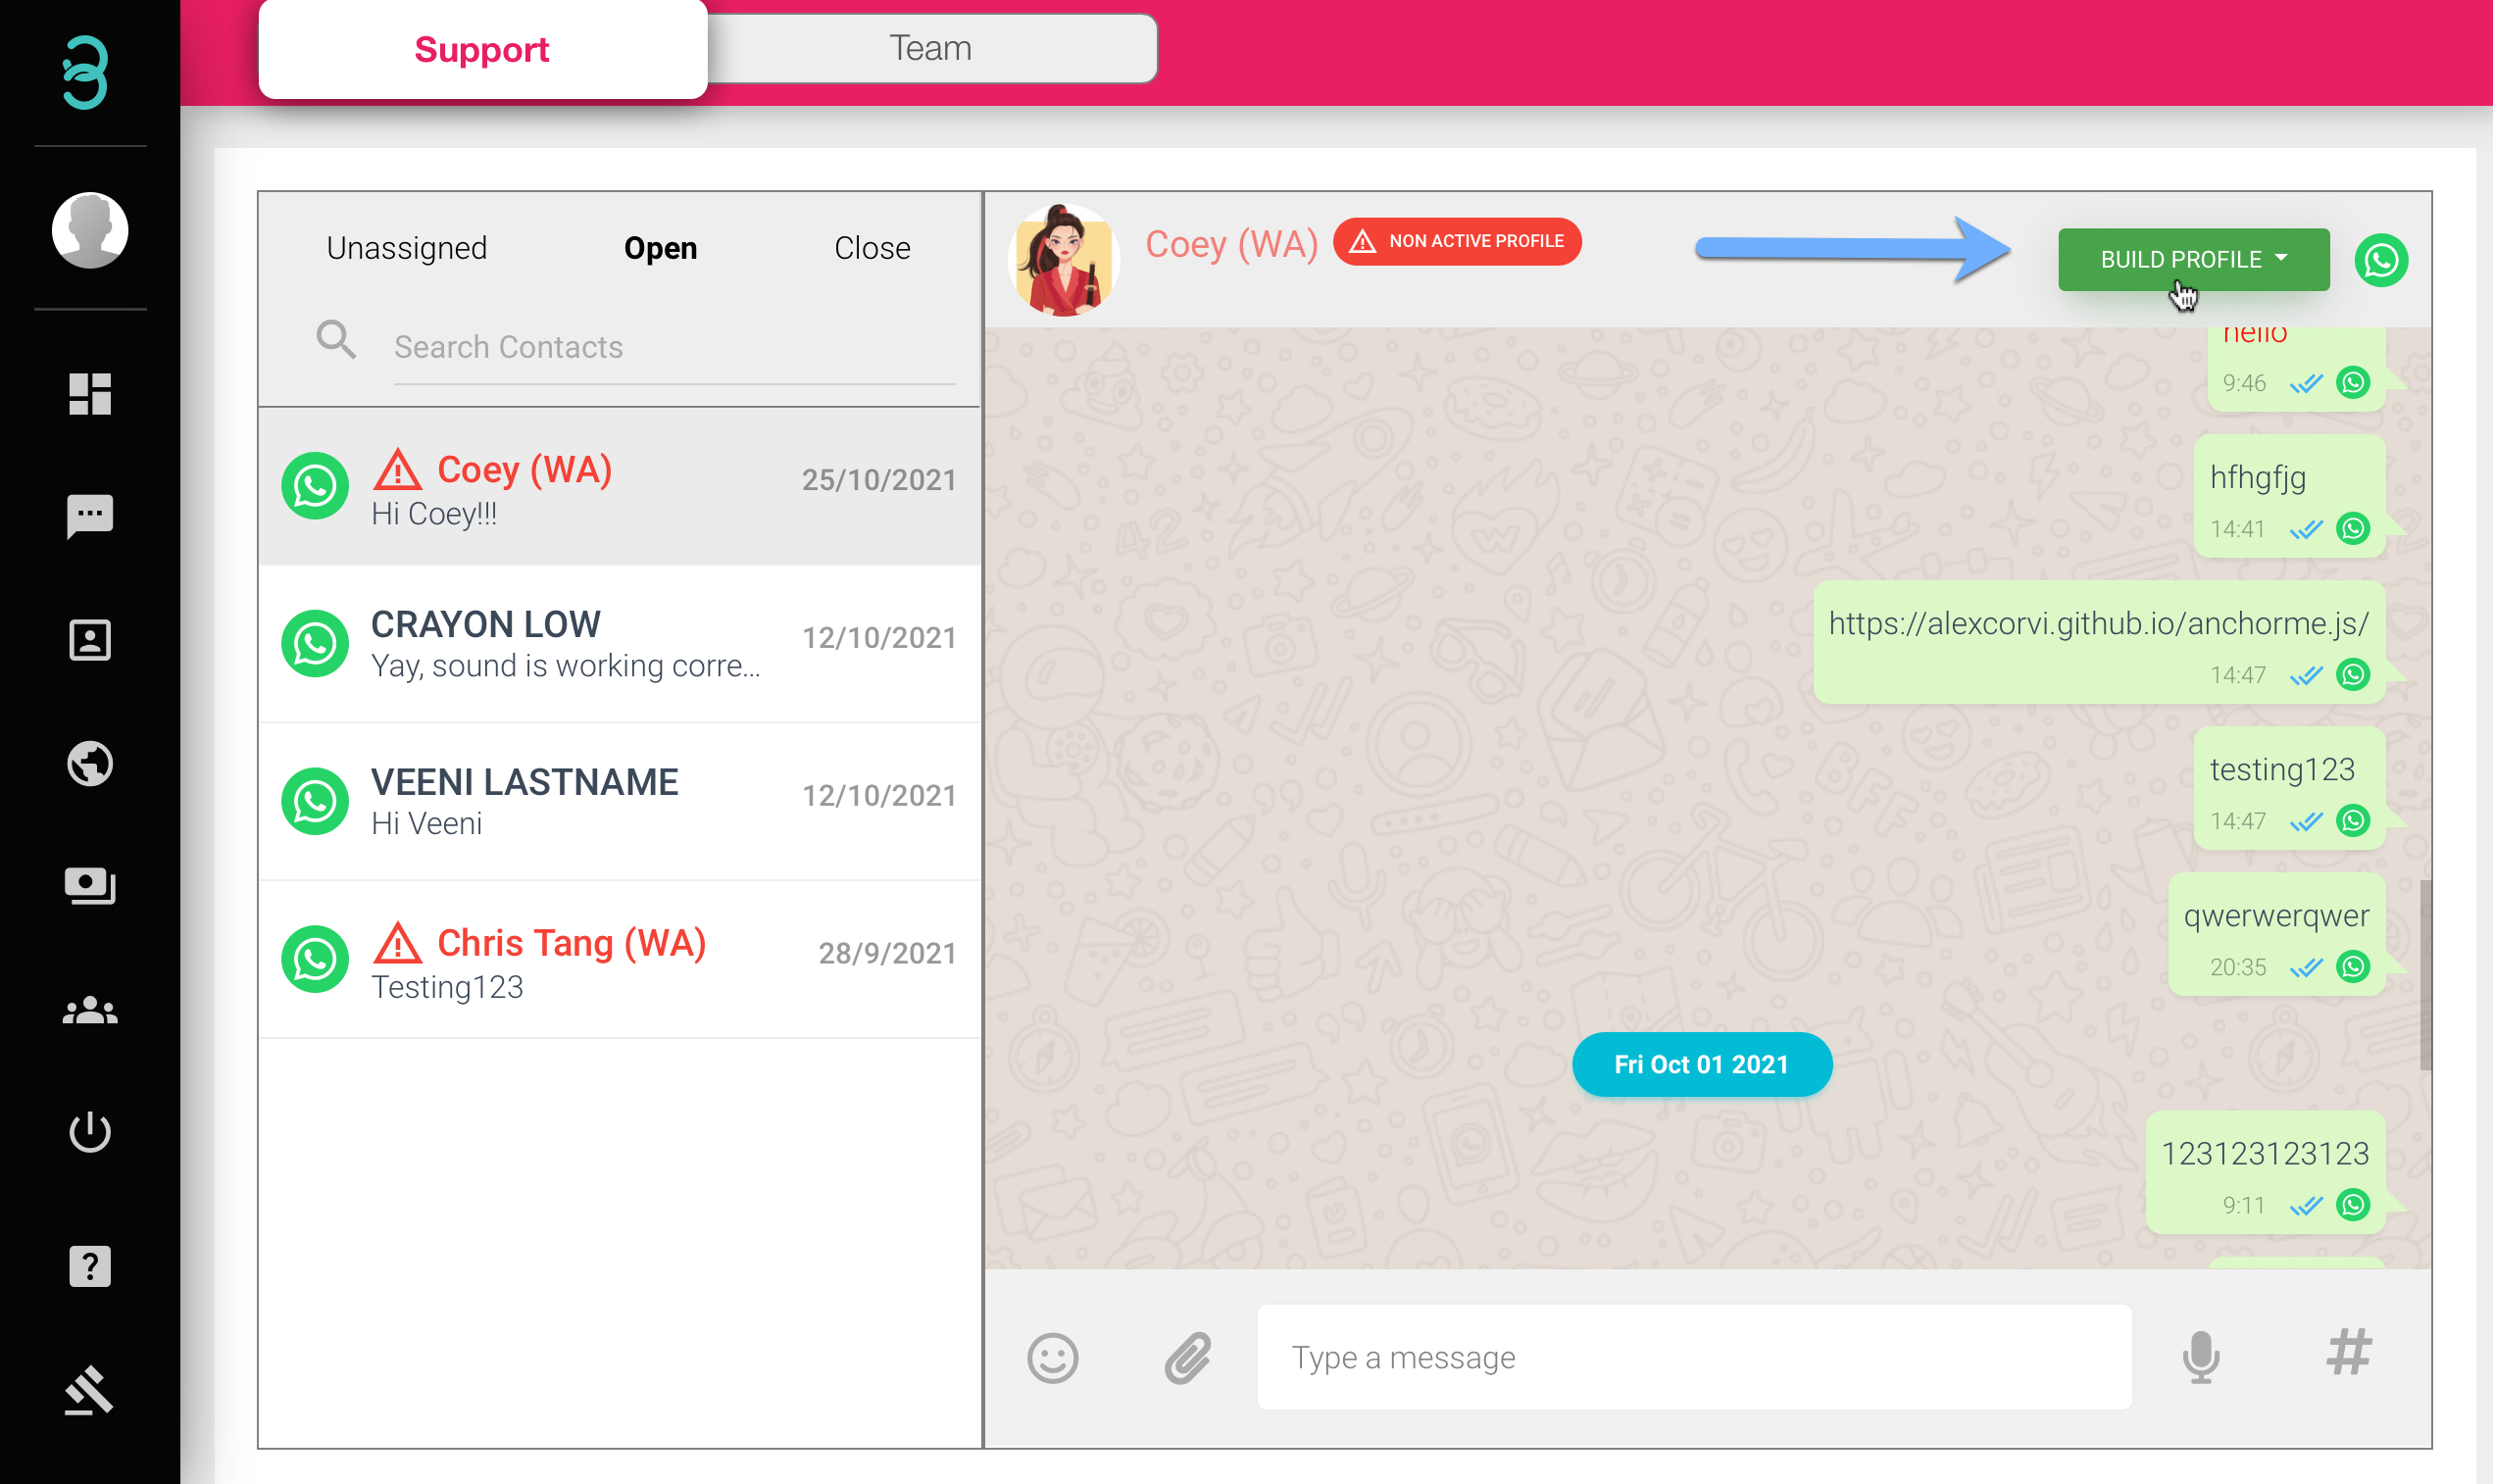 Support
Team
Unassigned
Open
Close
Search Contacts
Coey (WA)
25/10/2021
Hi Coey!!!
CRAYON LOW
12/10/2021
Yay, sound is working corre...
VEENI LASTNAME
12/10/2021
Hi Veeni
Chris Tang (WA)
28/9/2021
Testing123
Coey (WA)
NON ACTIVE PROFILE
BUILD PROFILE
hello
9:46
hfhgfjg
14:41
https://alexcorvi.github.io/anchorme.js/
14:47
testing123
14:47
qwerwerqwer
20:35
Fri Oct 01 2021
123123123123
9:11
Type a message